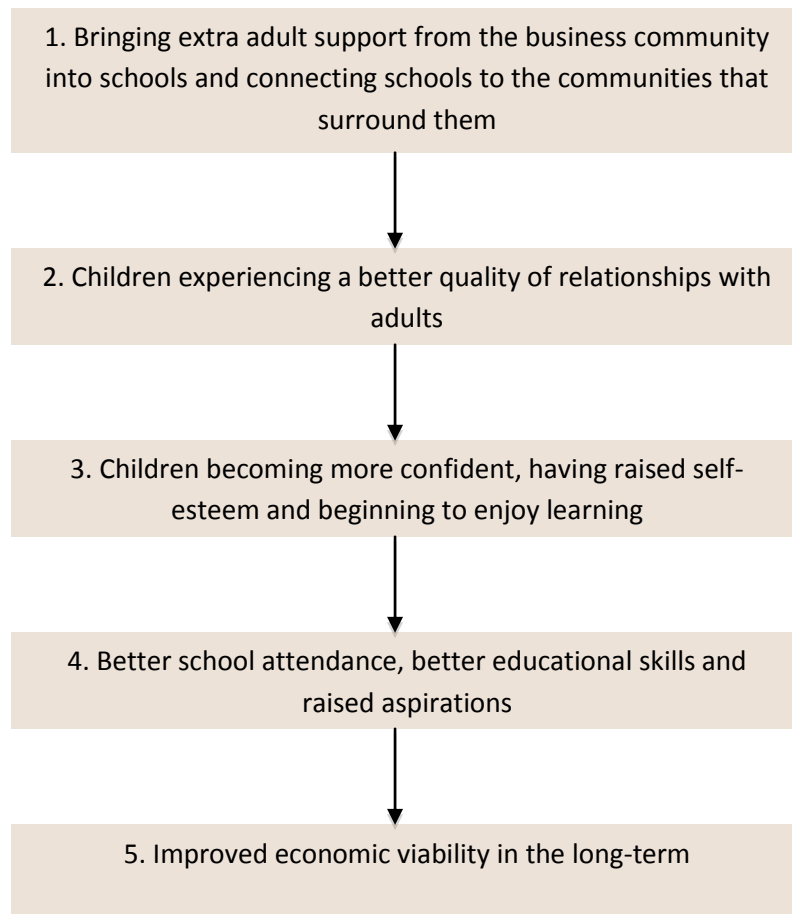 1. Bringing extra adult support from the business community
into schools and connecting schools to the communities that
surround them
2. Children experiencing a better quality of relationships with
adults
3. Children becoming more confident, having raised self-
esteem and beginning to enjoy learning
4. Better school attendance, better educational skills and
raised aspirations
5. Improved economic viability in the long-term